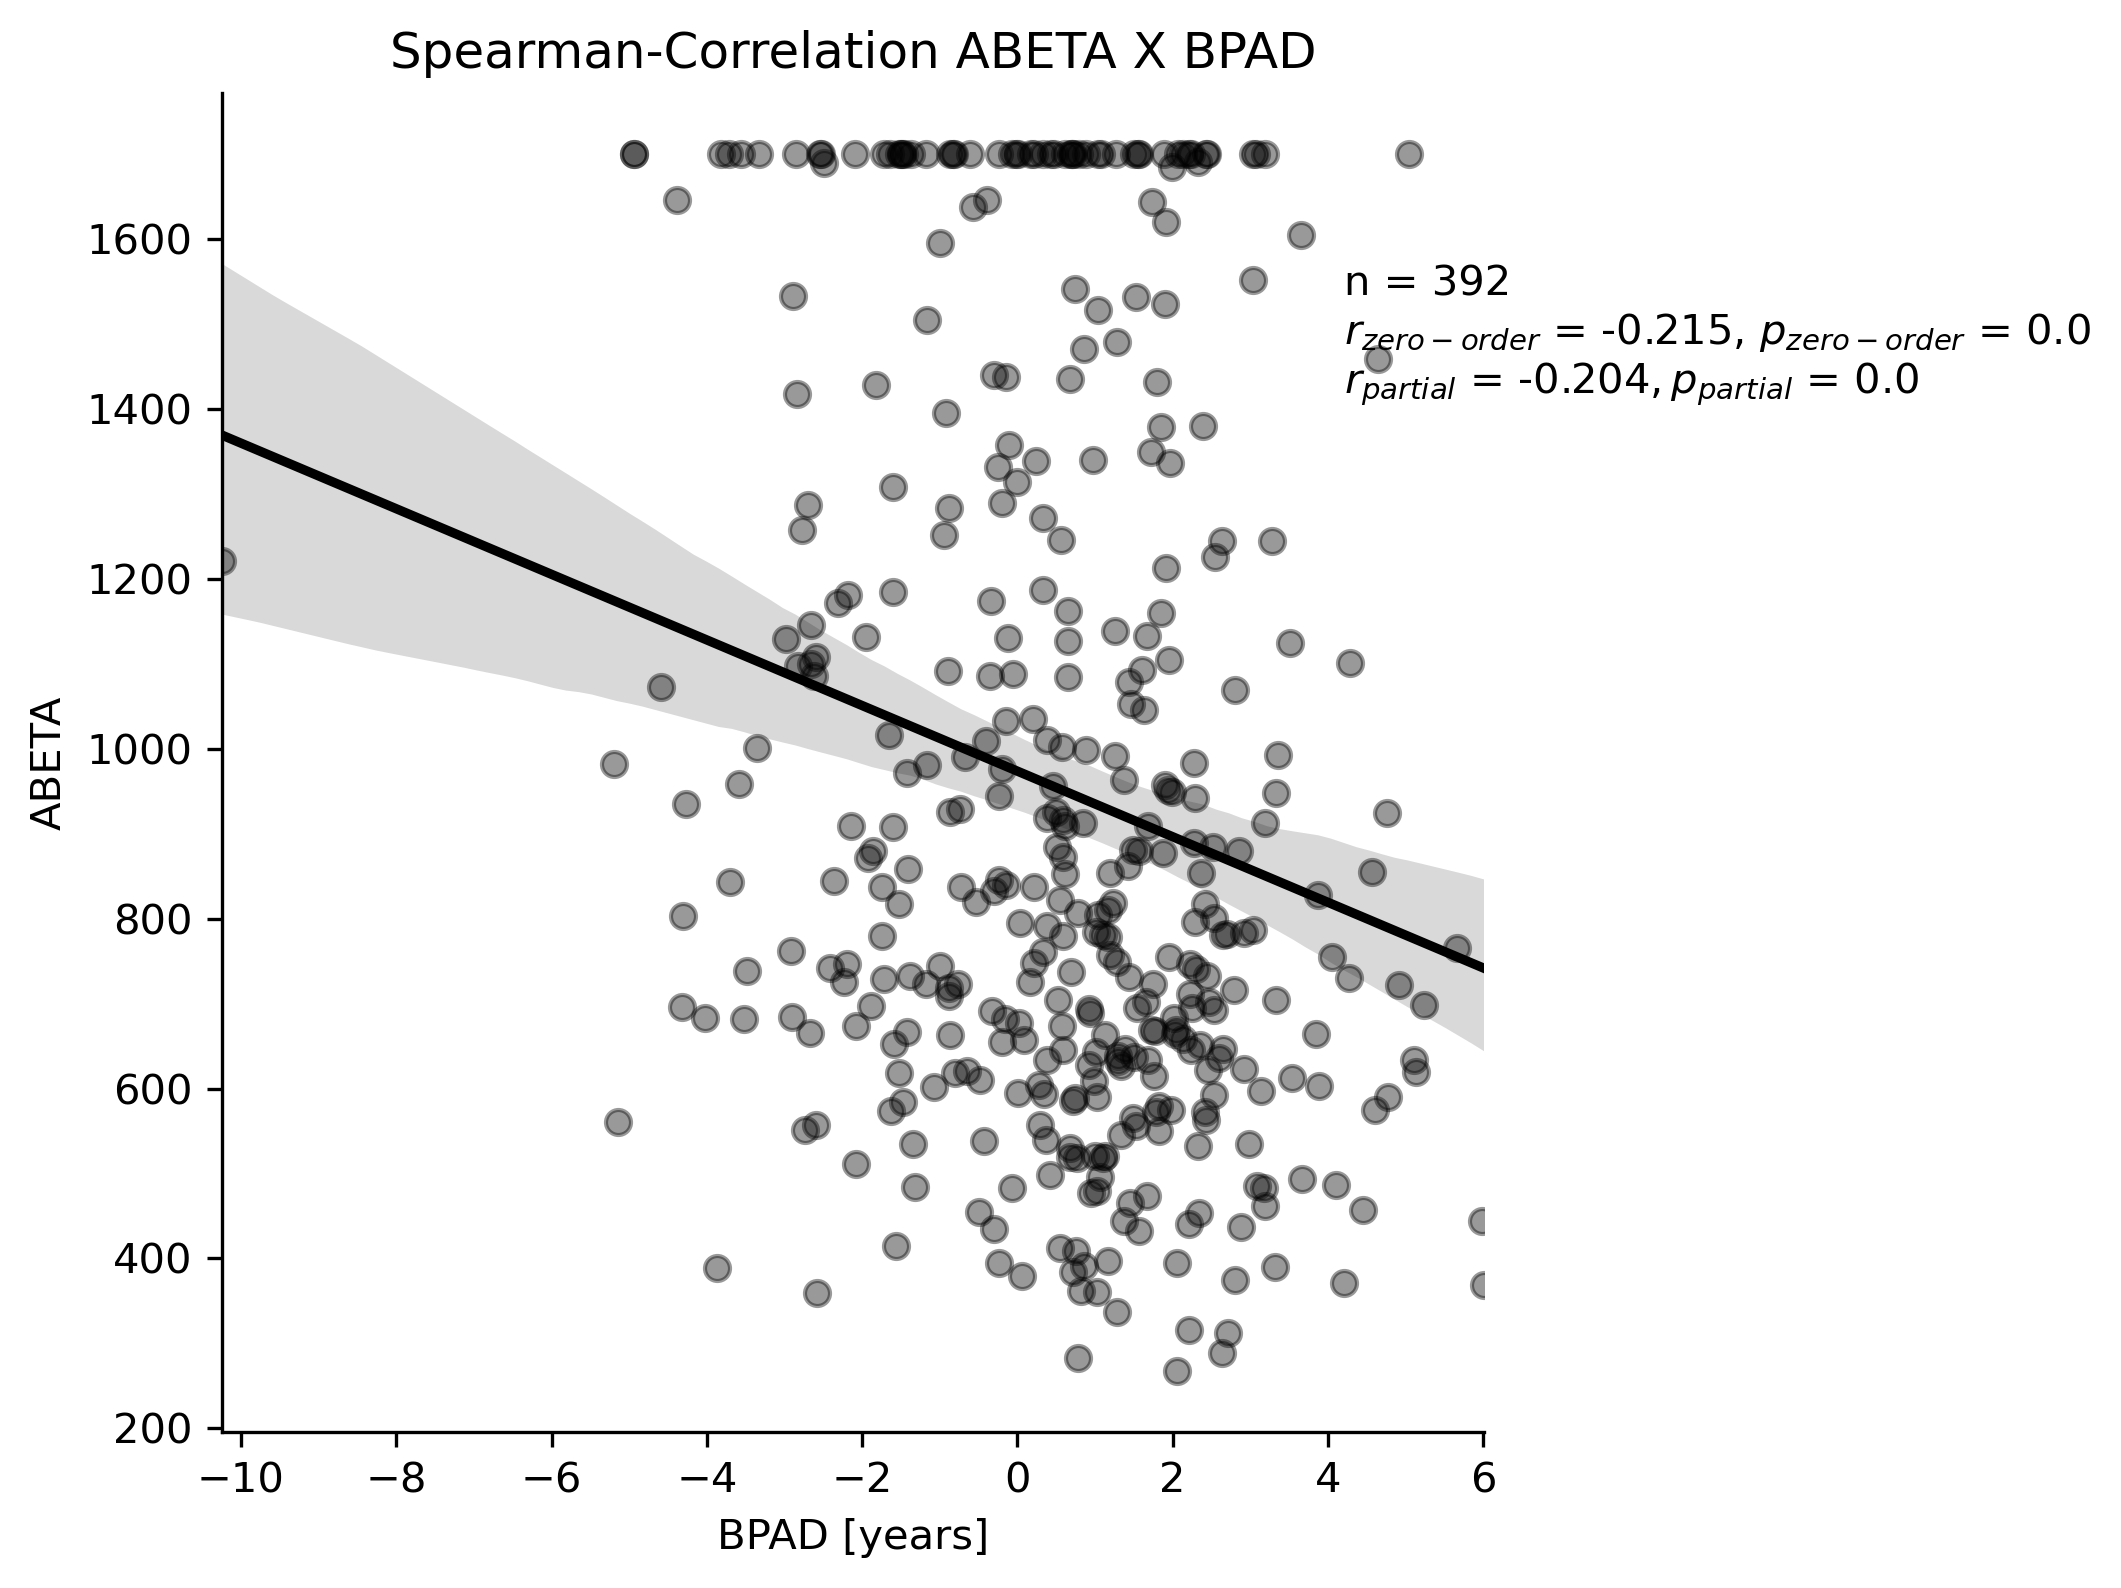 Spearman-Correlation ABETA X BPAD
n = 392
r_zero−order = -0.215, p_zero−order = 0.0
r_partial = -0.204, p_partial = 0.0
ABETA
1600
1400
1200
1000
800
600
400
200
−10 −8 −6 −4 −2 0 2 4 6
BPAD [years]